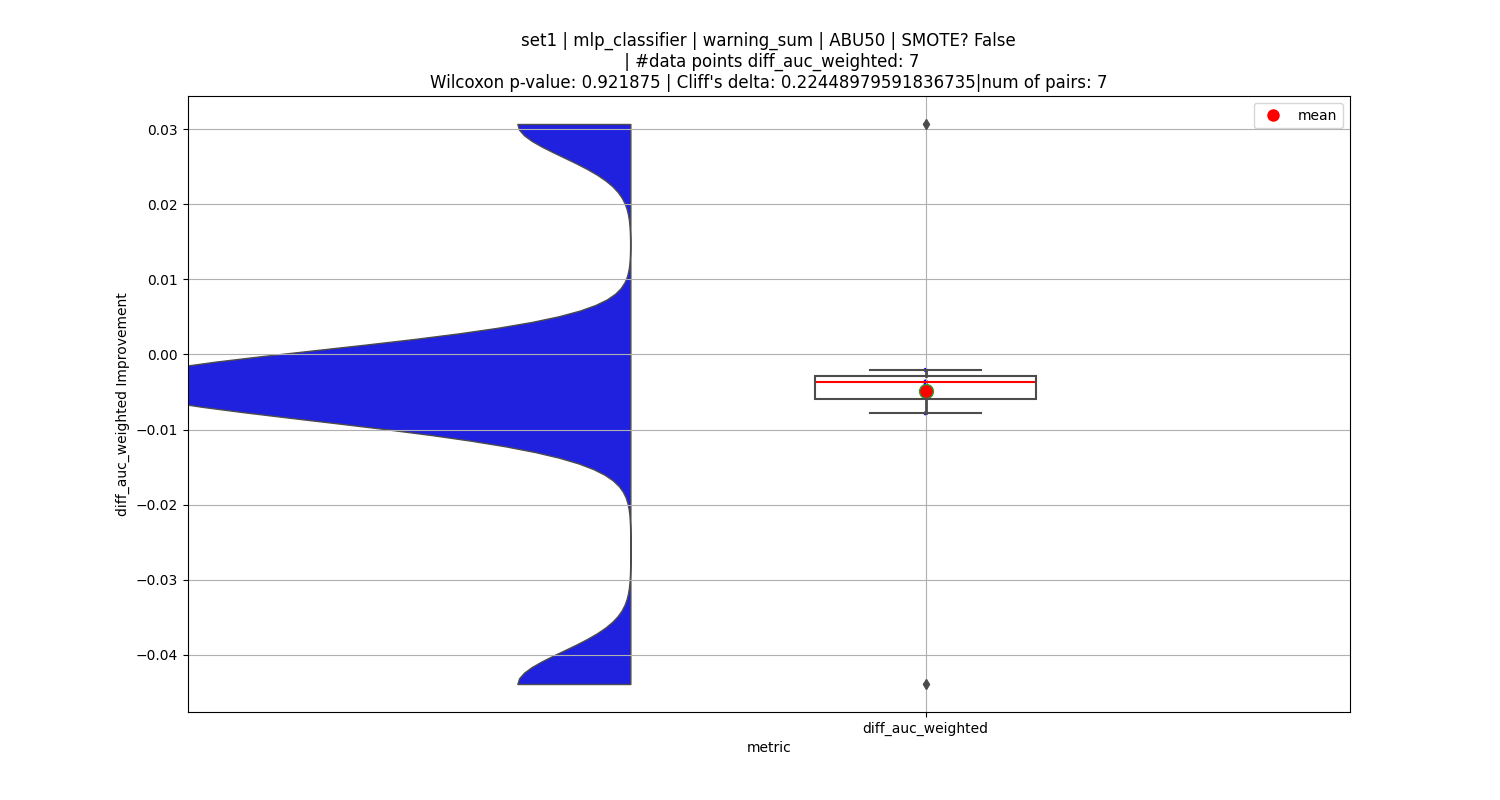 set1 | mlp_classifier | warning_sum | ABU50 | SMOTE? False
| #data points diff_auc_weighted: 7
Wilcoxon p-value: 0.921875 | Cliff's delta: 0.22448979591836735|num of pairs: 7
mean
0.03
0.02
0.01
0.00
−0.01
−0.02
−0.03
−0.04
diff_auc_weighted Improvement
diff_auc_weighted
metric